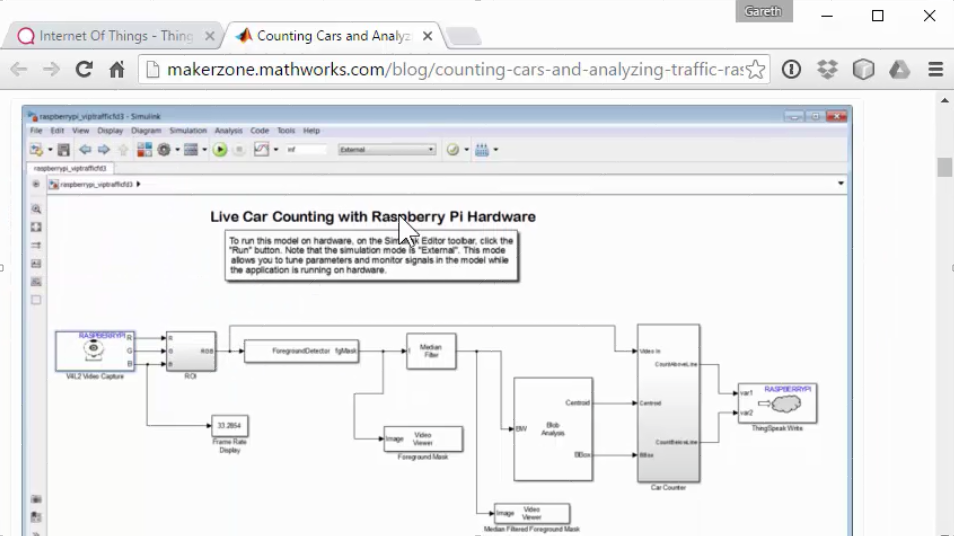 Gareth
Internet Of Things - Thing
Counting Cars and Analyz
makerzone.mathworks.com/blog/counting-cars-and-analyzing-traffic-ras
raspberrypi_viptrafficfd3 - Simulink
File Edit View Display Diagram Simulation Analysis Code Tools Help
inf External
raspberrypi_viptrafficfd3
raspberrypi_viptrafficfd3
Live Car Counting with Raspberry Pi Hardware
To run this model on hardware, on the Simulink Editor toolbar, click the
"Run" button. Note that the simulation mode is "External". This mode
allows you to tune parameters and monitor signals in the model while
the application is running on hardware.
RASPBERRYPI
R
G
B
V4L2 Video Capture
R
G
B
RGB
ROI
ForegroundDetector fgMask
I
Median
Filter
33.2854
Frame Rate
Display
Image
Video
Viewer
Foreground Mask
BW
Blob
Analysis
Centroid
BBox
Image
Video
Viewer
Median Filtered Foreground Mask
Video In
Centroid
BBox
CountAboveLine
CountBelowLine
Car Counter
RASPBERRYPI
var1
var2
ThingSpeak Write